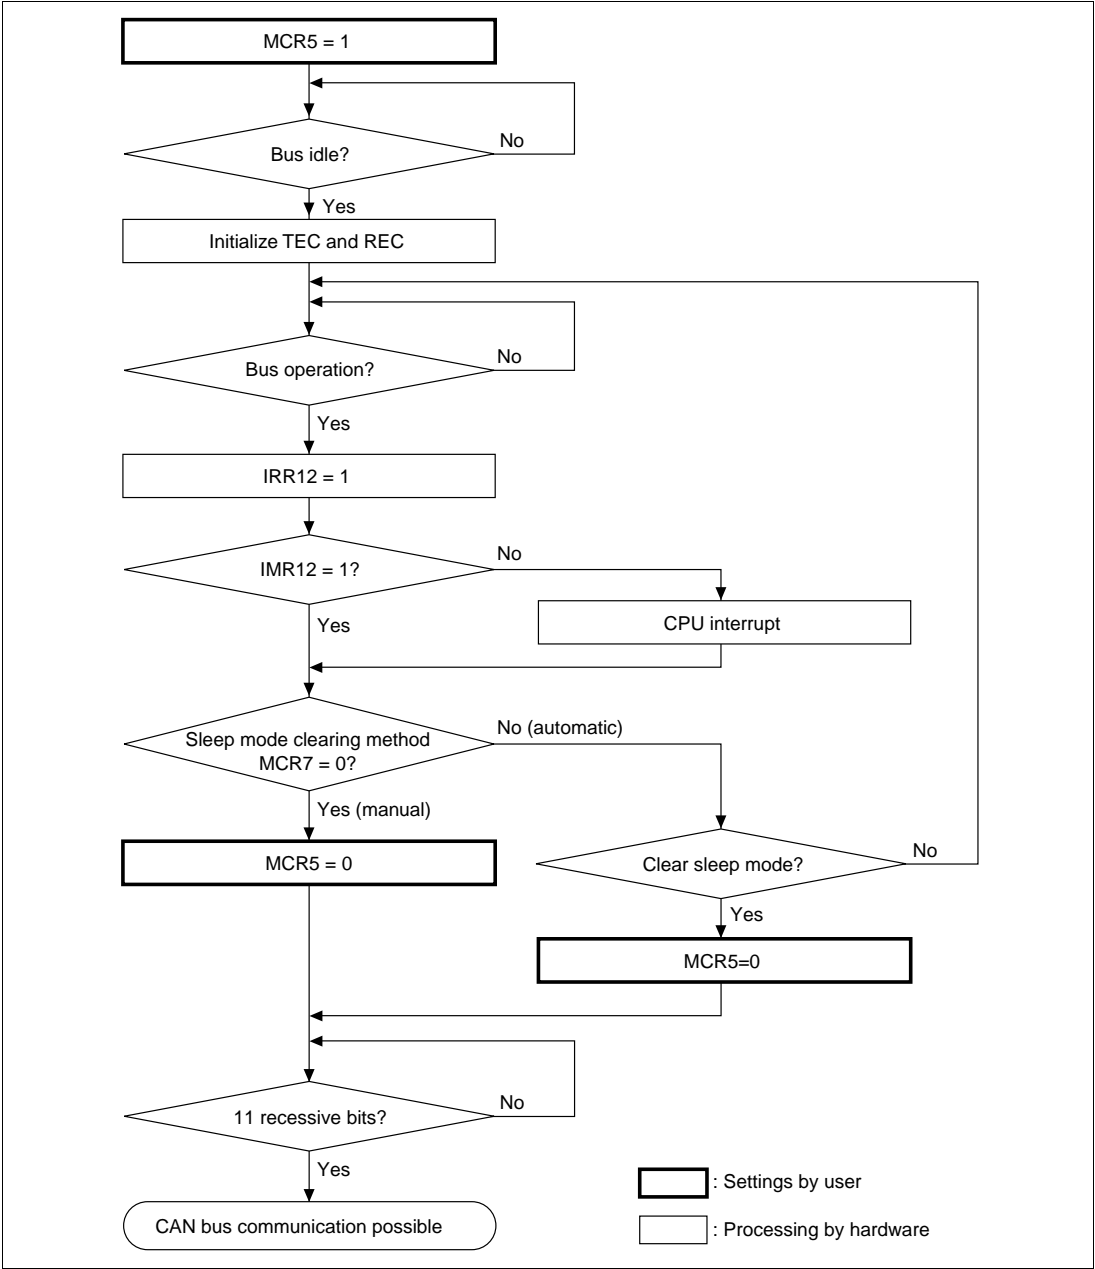 MCR5 = 1
Bus idle?
No
Yes
Initialize TEC and REC
Bus operation?
No
Yes
IRR12 = 1
IMR12 = 1?
No
Yes
CPU interrupt
Sleep mode clearing method
MCR7 = 0?
No (automatic)
Yes (manual)
MCR5 = 0
Clear sleep mode?
No
Yes
MCR5=0
11 recessive bits?
No
Yes
CAN bus communication possible
: Settings by user
: Processing by hardware